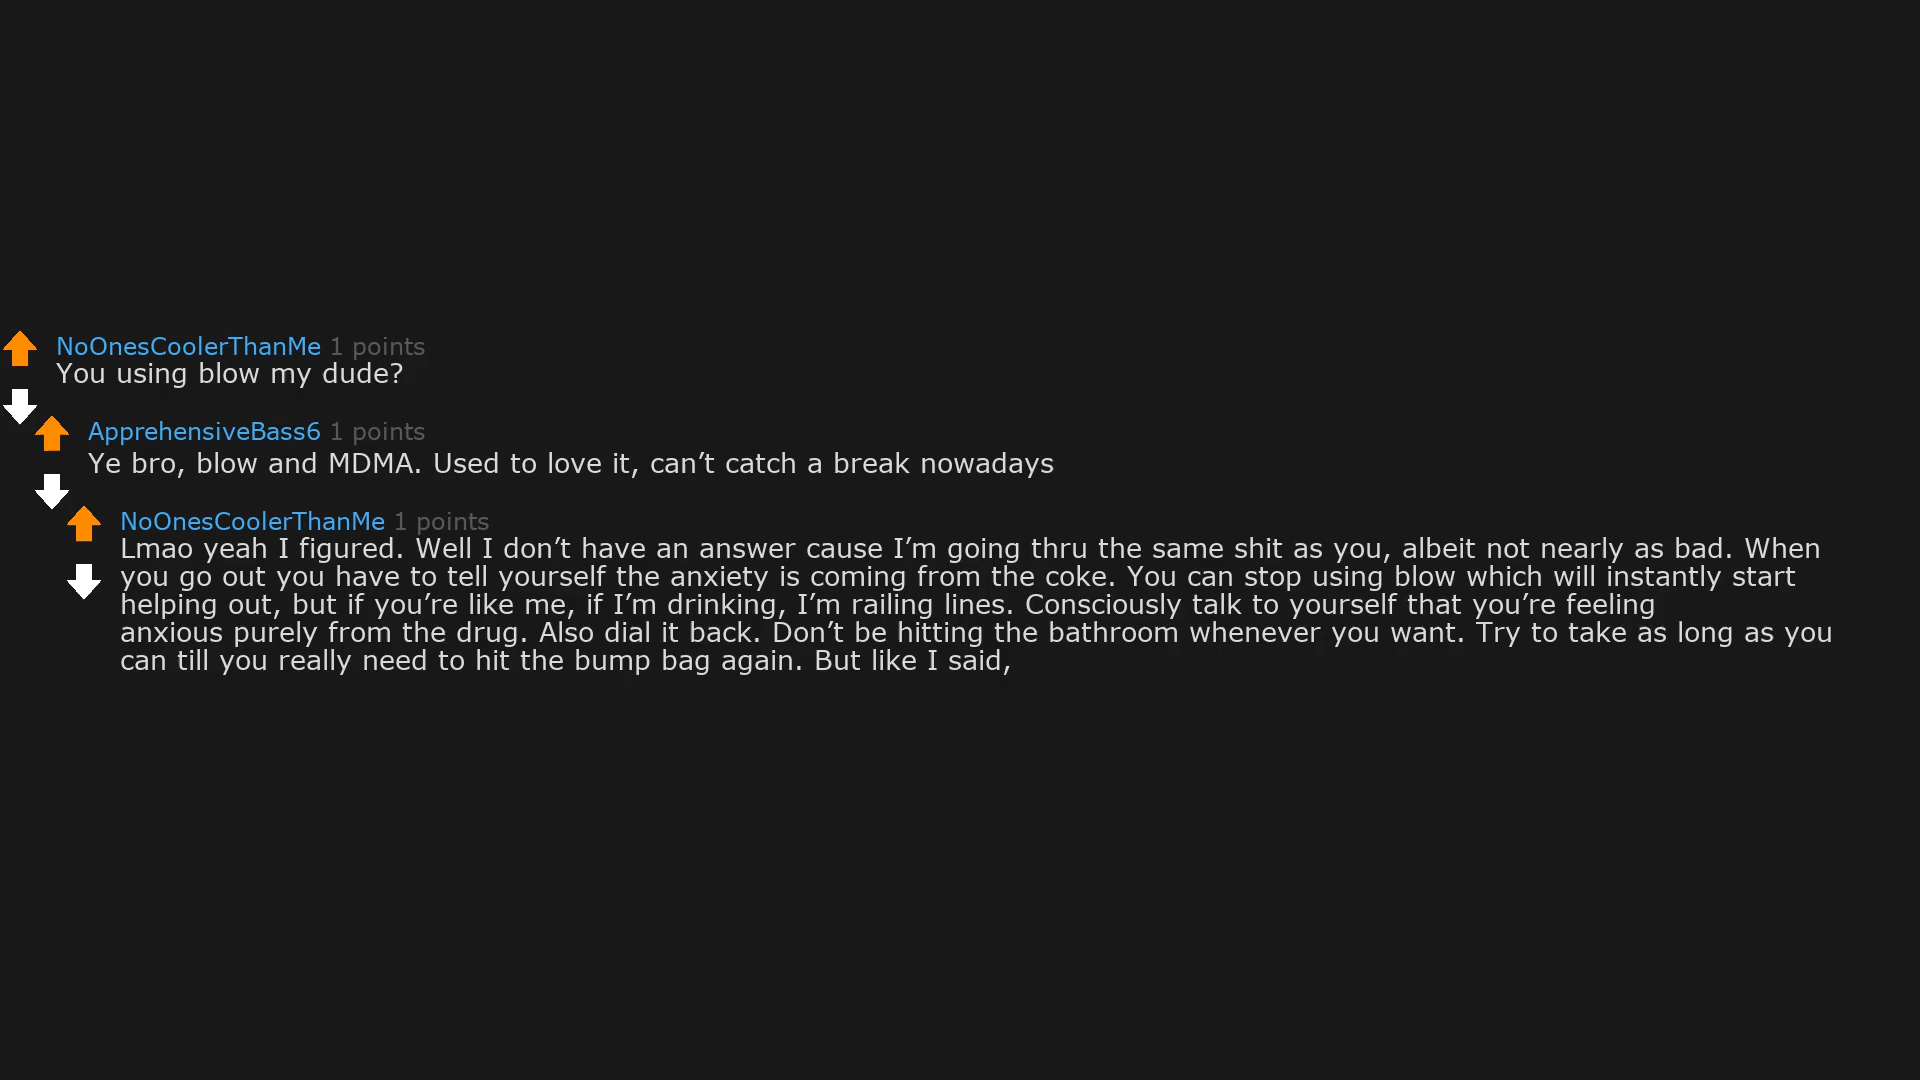 NoOnesCoolerThanMe 1 points
You using blow my dude?
ApprehensiveBass6 1 points
Ye bro, blow and MDMA. Used to love it, can’t catch a break nowadays
NoOnesCoolerThanMe 1 points
Lmao yeah I figured. Well I don’t have an answer cause I’m going thru the same shit as you, albeit not nearly as bad. When
you go out you have to tell yourself the anxiety is coming from the coke. You can stop using blow which will instantly start
helping out, but if you’re like me, if I’m drinking, I’m railing lines. Consciously talk to yourself that you’re feeling
anxious purely from the drug. Also dial it back. Don’t be hitting the bathroom whenever you want. Try to take as long as you
can till you really need to hit the bump bag again. But like I said,